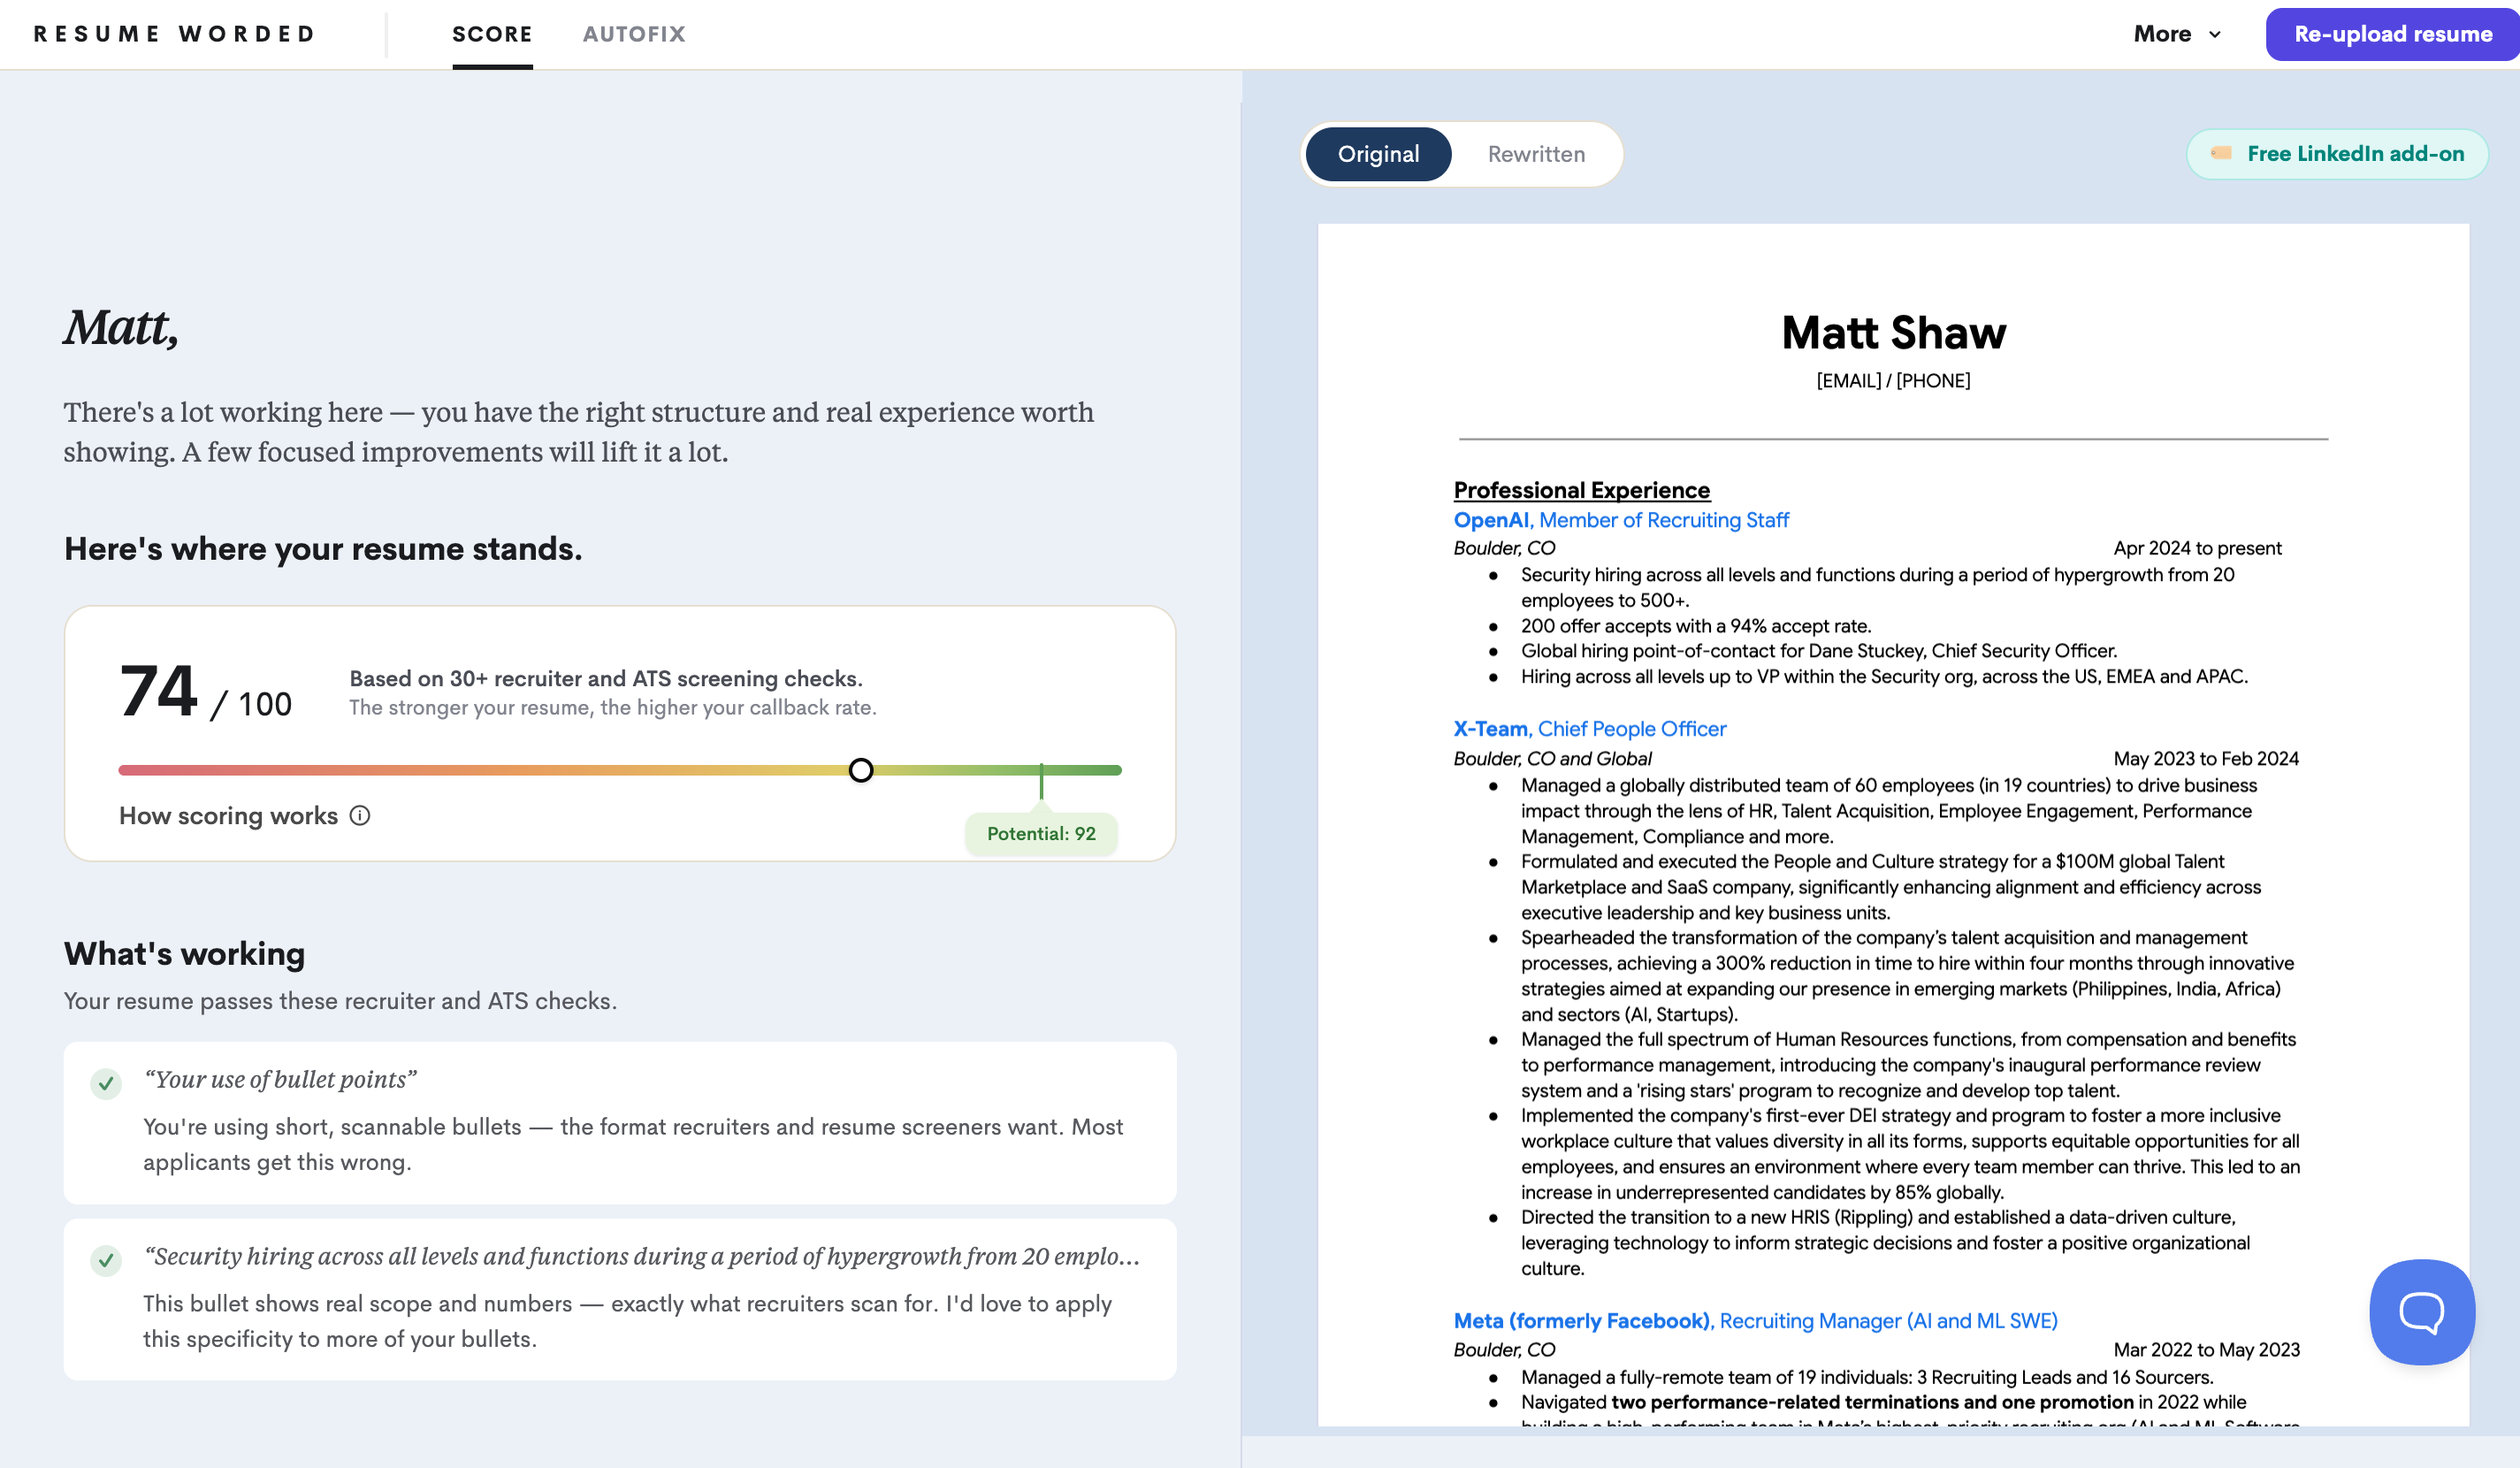 RESUME WORDED
SCORE
AUTOFIX
More
Re-upload resume
Matt,
There's a lot working here — you have the right structure and real experience worth
showing. A few focused improvements will lift it a lot.
Here's where your resume stands.
74 / 100
Based on 30+ recruiter and ATS screening checks.
The stronger your resume, the higher your callback rate.
How scoring works
Potential: 92
What's working
Your resume passes these recruiter and ATS checks.
“Your use of bullet points”
You're using short, scannable bullets — the format recruiters and resume screeners want. Most
applicants get this wrong.
“Security hiring across all levels and functions during a period of hypergrowth from 20 emplo...
This bullet shows real scope and numbers — exactly what recruiters scan for. I'd love to apply
this specificity to more of your bullets.
Original
Rewritten
Free LinkedIn add-on
Matt Shaw
[EMAIL] / [PHONE]
Professional Experience
OpenAI, Member of Recruiting Staff
Boulder, CO Apr 2024 to present
● Security hiring across all levels and functions during a period of hypergrowth from 20
employees to 500+.
● 200 offer accepts with a 94% accept rate.
● Global hiring point-of-contact for Dane Stuckey, Chief Security Officer.
● Hiring across all levels up to VP within the Security org, across the US, EMEA and APAC.
X-Team, Chief People Officer
Boulder, CO and Global May 2023 to Feb 2024
● Managed a globally distributed team of 60 employees (in 19 countries) to drive business
impact through the lens of HR, Talent Acquisition, Employee Engagement, Performance
Management, Compliance and more.
● Formulated and executed the People and Culture strategy for a $100M global Talent
Marketplace and SaaS company, significantly enhancing alignment and efficiency across
executive leadership and key business units.
● Spearheaded the transformation of the company’s talent acquisition and management
processes, achieving a 300% reduction in time to hire within four months through innovative
strategies aimed at expanding our presence in emerging markets (Philippines, India, Africa)
and sectors (AI, Startups).
● Managed the full spectrum of Human Resources functions, from compensation and benefits
to performance management, introducing the company's inaugural performance review
system and a 'rising stars' program to recognize and develop top talent.
● Implemented the company's first-ever DEI strategy and program to foster a more inclusive
workplace culture that values diversity in all its forms, supports equitable opportunities for all
employees, and ensures an environment where every team member can thrive. This led to an
increase in underrepresented candidates by 85% globally.
● Directed the transition to a new HRIS (Rippling) and established a data-driven culture,
leveraging technology to inform strategic decisions and foster a positive organizational
culture.
Meta (formerly Facebook), Recruiting Manager (AI and ML SWE)
Boulder, CO Mar 2022 to May 2023
● Managed a fully-remote team of 19 individuals: 3 Recruiting Leads and 16 Sourcers.
● Navigated two performance-related terminations and one promotion in 2022 while
building a high-performing team in Meta’s highest-priority recruiting org (AI and ML Software